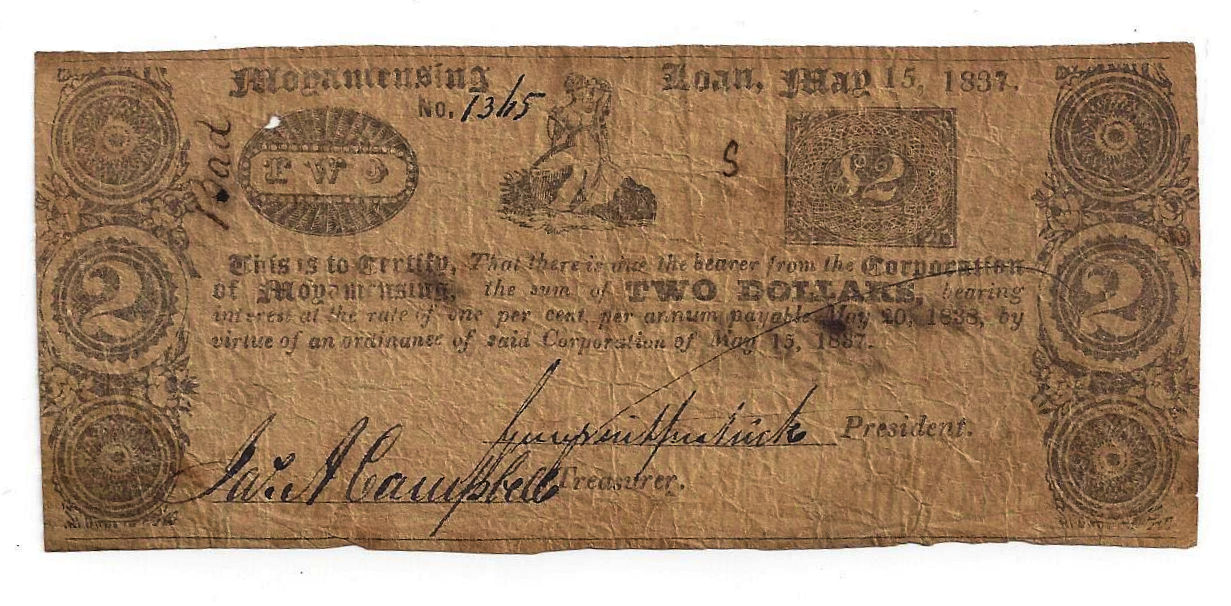 Moyamensing Loan, May 15, 1837.
No. 1365
Paid
TWO
S
2
2
2
This is to Certify, That there is due the bearer from the Corporation
of Moyamensing, the sum of TWO DOLLARS, bearing
interest at the rate of one per cent. per annum payable May 20, 1838, by
virtue of an ordinance of said Corporation of May 15, 1837.
President.
Jas. A Campbell Treasurer.